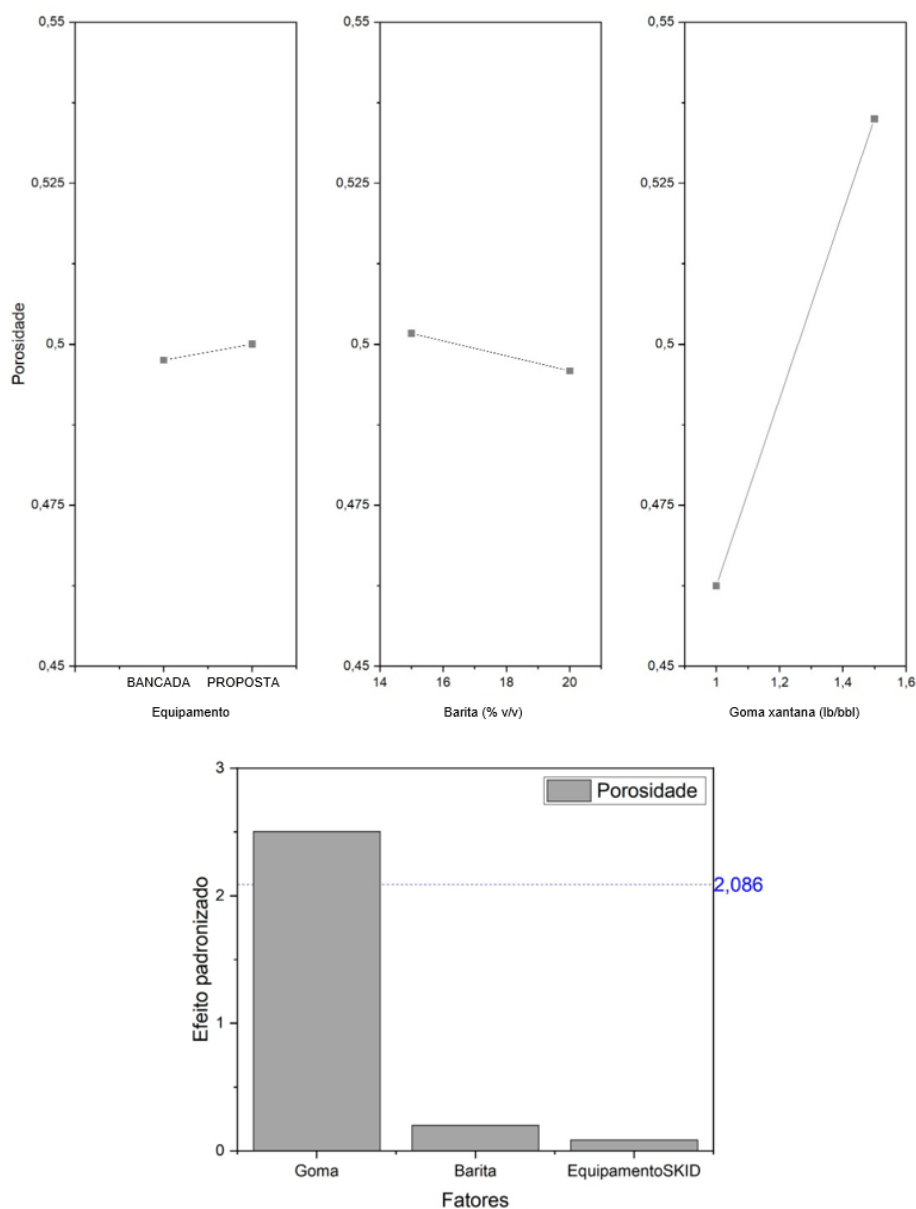 0,55 0,55 0,55
0,525 0,525 0,525
Porosidade
0,5 0,5 0,5
0,475 0,475 0,475
0,45 0,45 0,45
BANCADA PROPOSTA 14 16 18 20 1 1,2 1,4 1,6
Equipamento Barita (% v/v) Goma xantana (lb/bbl)
3
Porosidade
2,086
2
Efeito padronizado
1
0
Goma Barita EquipamentoSKID
Fatores